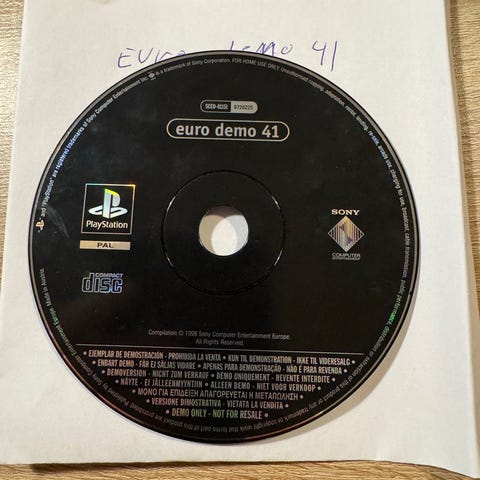 euro demo 41
SCED-01251 9728225
euro demo 41
PlayStation
PAL
SONY
COMPUTER
ENTERTAINMENT
COMPACT
disc
Compilation © 1998 Sony Computer Entertainment Europe.
All Rights Reserved.
• EJEMPLAR DE DEMOSTRACIÓN - PROHIBIDA LA VENTA • KUN TIL DEMONSTRATION - IKKE TIL VIDERESALG •
ENBART DEMO - FÅR EJ SÄLJAS VIDARE • APENAS PARA DEMONSTRAÇÃO - NÃO É PARA REVENDA
• DEMOVERSION - NICHT ZUM VERKAUF • DÉMO UNIQUEMENT - REVENTE INTERDITE •
NÄYTE - EI JÄLLEENMYYNTIIN • ALLEEN DEMO - NIET VOOR VERKOOP
• ΜΟΝΟ ΓΙΑ ΕΠΙΔΕΙΞΗ ΑΠΑΓΟΡΕΥΕΤΑΙ Η ΜΕΤΑΠΩΛΗΣΗ •
VERSIONE DIMOSTRATIVA - VIETATA LA VENDITA
• DEMO ONLY - NOT FOR RESALE •